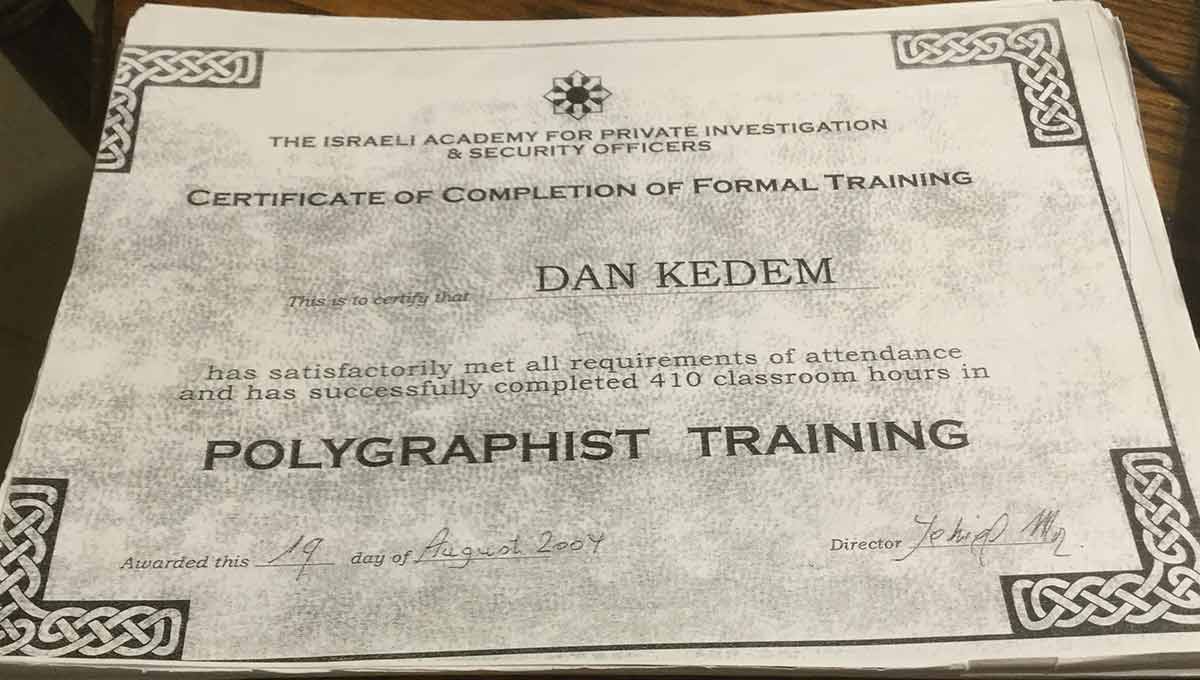 THE ISRAELI ACADEMY FOR PRIVATE INVESTIGATION
& SECURITY OFFICERS
CERTIFICATE OF COMPLETION OF FORMAL TRAINING
This is to certify that DAN KEDEM
has satisfactorily met all requirements of attendance
and has successfully completed 410 classroom hours in
POLYGRAPHIST TRAINING
Awarded this 19 day of August 2004 Director